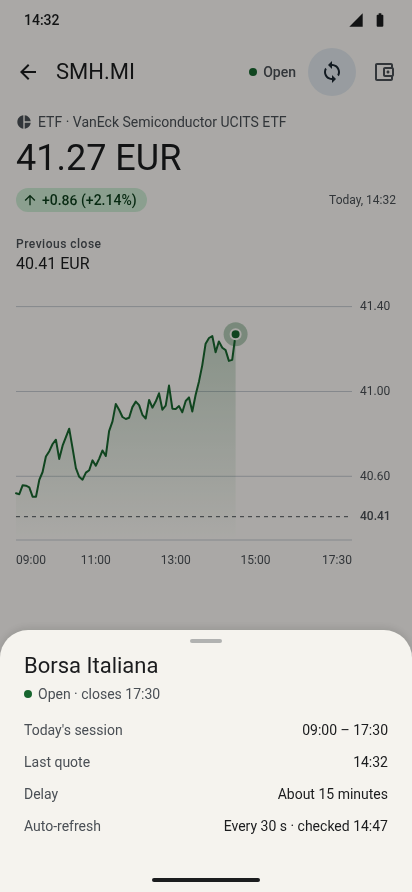 14:32
SMH.MI
Open
ETF · VanEck Semiconductor UCITS ETF
41.27 EUR
+0.86 (+2.14%)
Today, 14:32
Previous close
40.41 EUR
41.40
41.00
40.60
40.41
09:00 11:00 13:00 15:00 17:30
Borsa Italiana
Open · closes 17:30
Today's session 09:00 – 17:30
Last quote 14:32
Delay About 15 minutes
Auto-refresh Every 30 s · checked 14:47